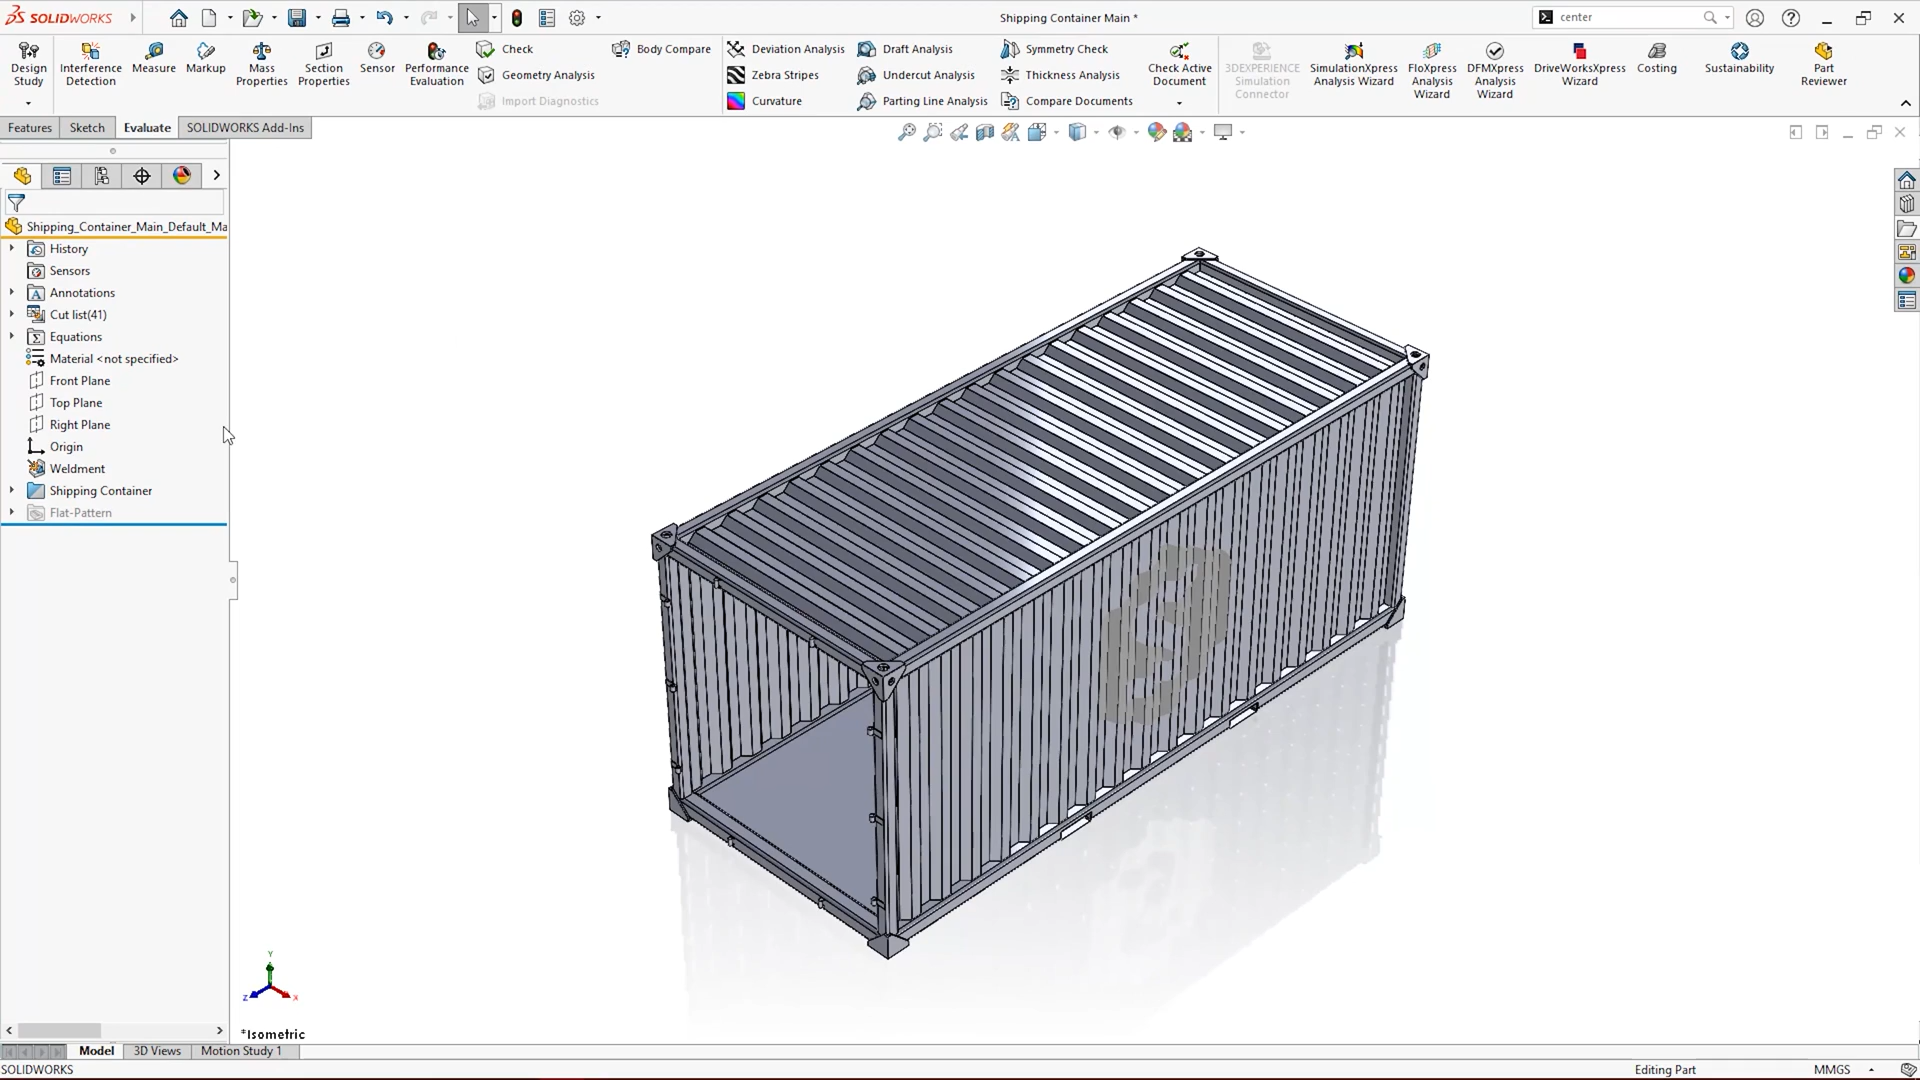 SOLIDWORKS
Shipping Container Main *
center
Design Study
Interference Detection
Measure
Markup
Mass Properties
Section Properties
Sensor
Performance Evaluation
Check
Geometry Analysis
Import Diagnostics
Body Compare
Deviation Analysis
Zebra Stripes
Curvature
Draft Analysis
Undercut Analysis
Parting Line Analysis
Symmetry Check
Thickness Analysis
Compare Documents
Check Active Document
3DEXPERIENCE Simulation Connector
SimulationXpress Analysis Wizard
FloXpress Analysis Wizard
DFMXpress Analysis Wizard
DriveWorksXpress Wizard
Costing
Sustainability
Part Reviewer
Features
Sketch
Evaluate
SOLIDWORKS Add-Ins
Shipping_Container_Main_Default_Ma
History
Sensors
Annotations
Cut list(41)
Equations
Material <not specified>
Front Plane
Top Plane
Right Plane
Origin
Weldment
Shipping Container
Flat-Pattern
Y
Z
X
*Isometric
Model
3D Views
Motion Study 1
SOLIDWORKS
Editing Part
MMGS